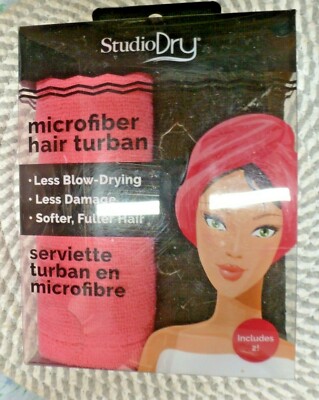 StudioDry®
microfiber
hair turban
• Less Blow-Drying
• Less Damage
• Softer, Fuller Hair
serviette
turban en
microfibre
Includes
2!